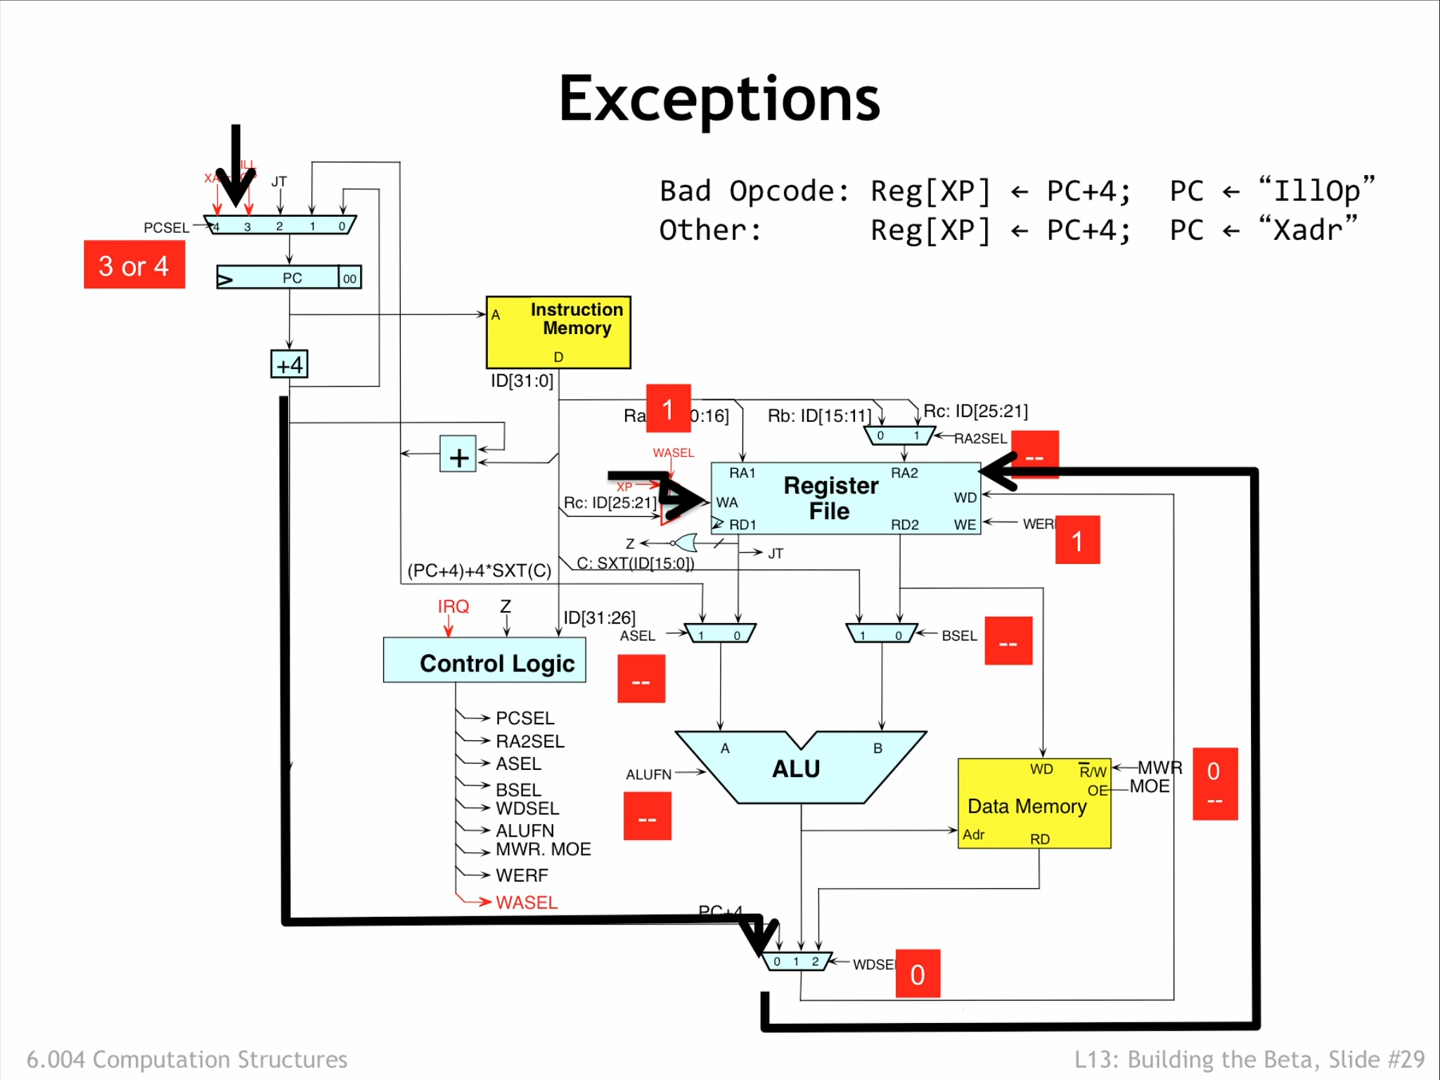 Exceptions
Bad Opcode: Reg[XP] ← PC+4; PC ← “IllOp”
Other: Reg[XP] ← PC+4; PC ← “Xadr”
ILL
JT
PCSEL
4 3 2 1 0
3 or 4
PC
00
+4
A
Instruction
Memory
D
ID[31:0]
1
Rb: ID[15:11]
Rc: ID[25:21]
0 1
RA2SEL
--
+
WASEL
XP
Rc: ID[25:21]
RA1
RA2
Register
File
WA
WD
RD1
RD2
WE
1
Z
JT
C: SXT(ID[15:0])
(PC+4)+4*SXT(C)
IRQ
Z
ID[31:26]
ASEL
1 0
1 0
BSEL
--
--
Control Logic
PCSEL
RA2SEL
ASEL
BSEL
WDSEL
ALUFN
MWR. MOE
WERF
WASEL
A
B
ALU
ALUFN
--
WD
R/W
OE
Data Memory
Adr
RD
MWR
MOE
0
--
PC+4
0 1 2
0
6.004 Computation Structures
L13: Building the Beta, Slide #29